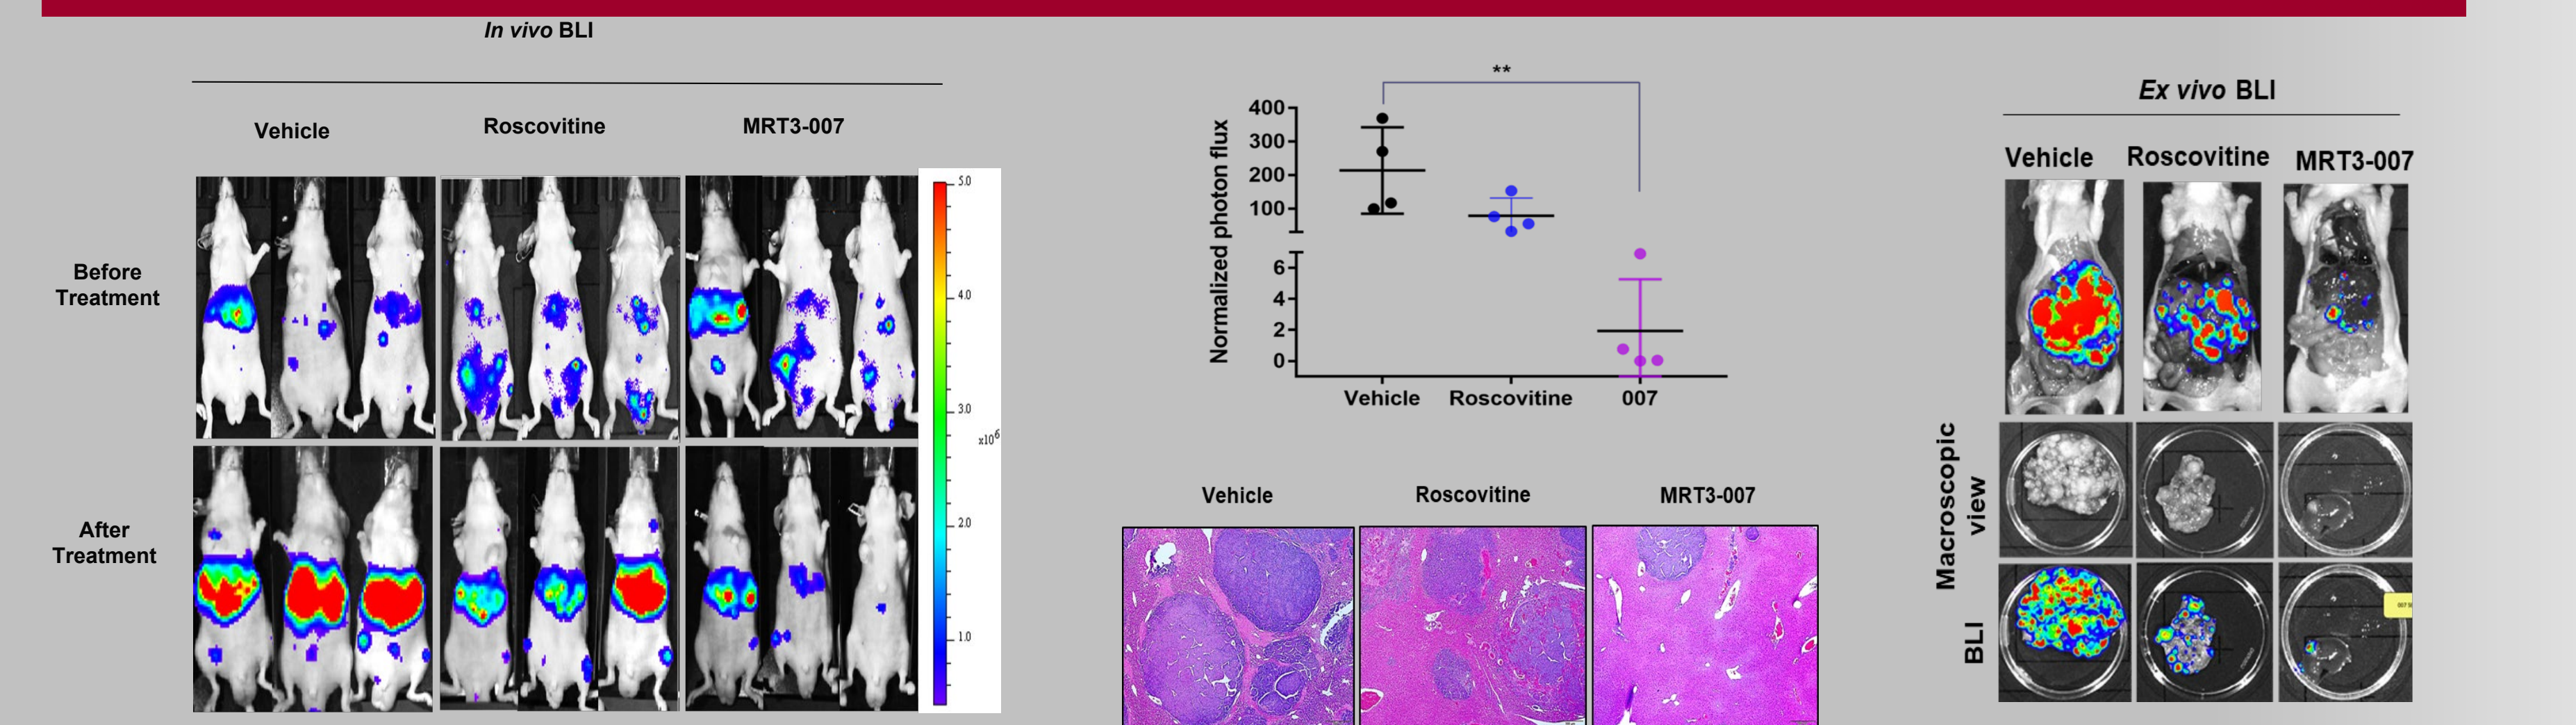 In vivo BLI
Vehicle
Roscovitine
MRT3-007
Before
Treatment
After
Treatment
5.0
4.0
3.0
x10⁶
2.0
1.0
**
Normalized photon flux
400
300
200
100
6
4
2
0
Vehicle
Roscovitine
007
Vehicle
Roscovitine
MRT3-007
Ex vivo BLI
Vehicle
Roscovitine
MRT3-007
Macroscopic
view
BLI